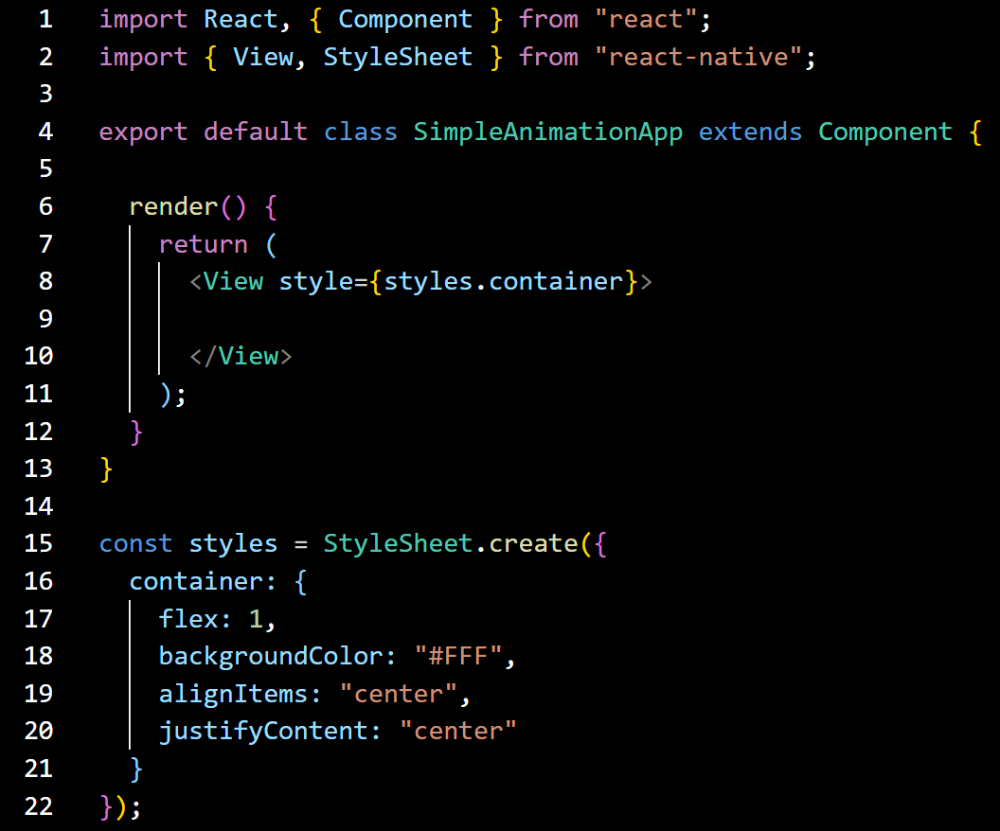 1 import React, { Component } from "react";
2 import { View, StyleSheet } from "react-native";
3
4 export default class SimpleAnimationApp extends Component {
5
6   render() {
7     return (
8       <View style={styles.container}>
9
10       </View>
11     );
12   }
13 }
14
15 const styles = StyleSheet.create({
16   container: {
17     flex: 1,
18     backgroundColor: "#FFF",
19     alignItems: "center",
20     justifyContent: "center"
21   }
22 });